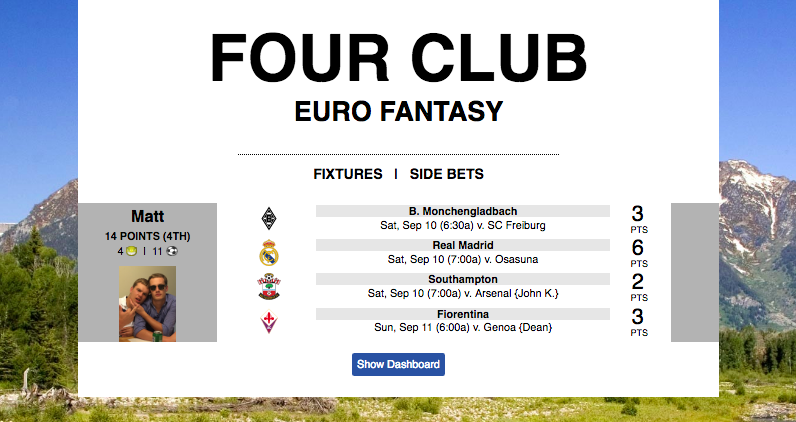 FOUR CLUB
EURO FANTASY
FIXTURES | SIDE BETS
Matt
14 POINTS (4TH)
4 | 11
B. Monchengladbach
Sat, Sep 10 (6:30a) v. SC Freiburg
3
PTS
Real Madrid
Sat, Sep 10 (7:00a) v. Osasuna
6
PTS
Southampton
Sat, Sep 10 (7:00a) v. Arsenal {John K.}
2
PTS
Fiorentina
Sun, Sep 11 (6:00a) v. Genoa {Dean}
3
PTS
Show Dashboard